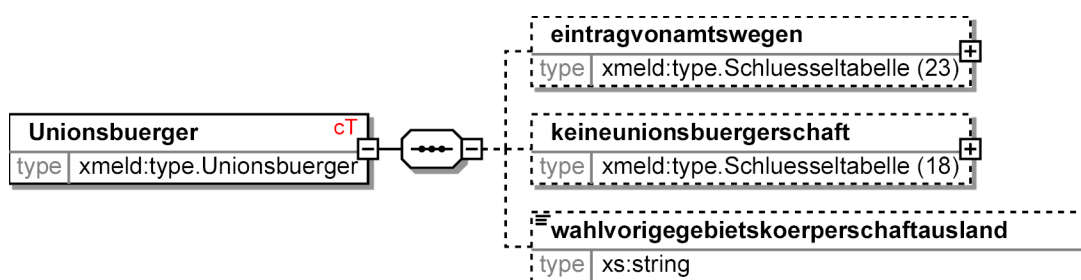 eintragvonamtswegen
type xmeld:type.Schluesseltabelle (23)
Unionsbuerger cT
type xmeld:type.Unionsbuerger
keineunionsbuergerschaft
type xmeld:type.Schluesseltabelle (18)
wahlvorigegebietskoerperschaftausland
type xs:string